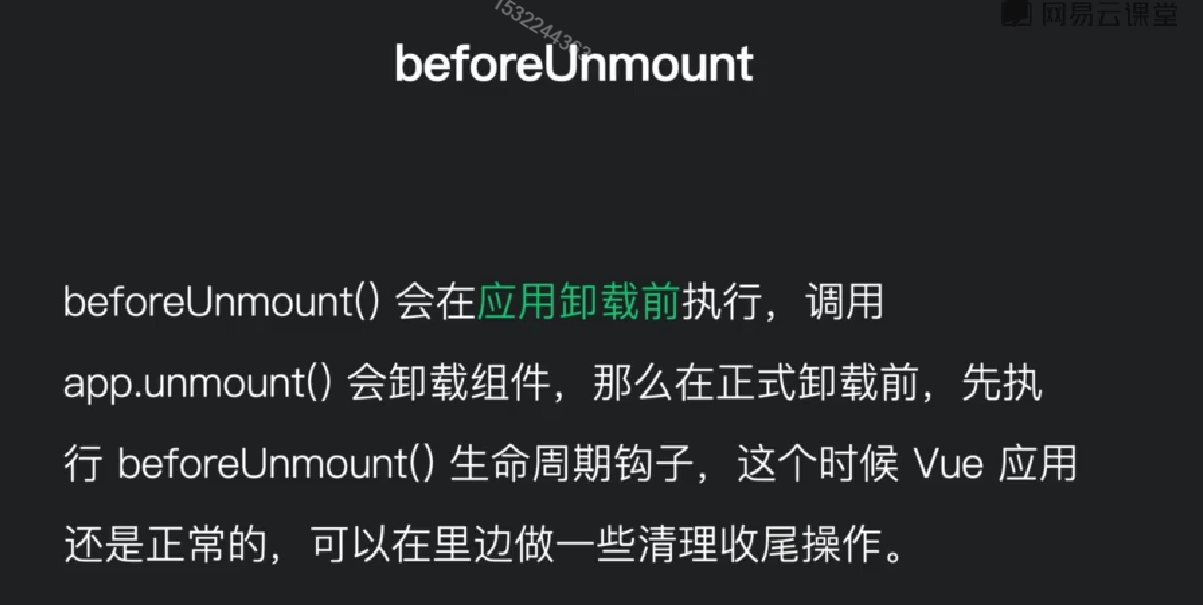 网易云课堂
beforeUnmount
beforeUnmount() 会在应用卸载前执行，调用
app.unmount() 会卸载组件，那么在正式卸载前，先执
行 beforeUnmount() 生命周期钩子，这个时候 Vue 应用
还是正常的，可以在里边做一些清理收尾操作。